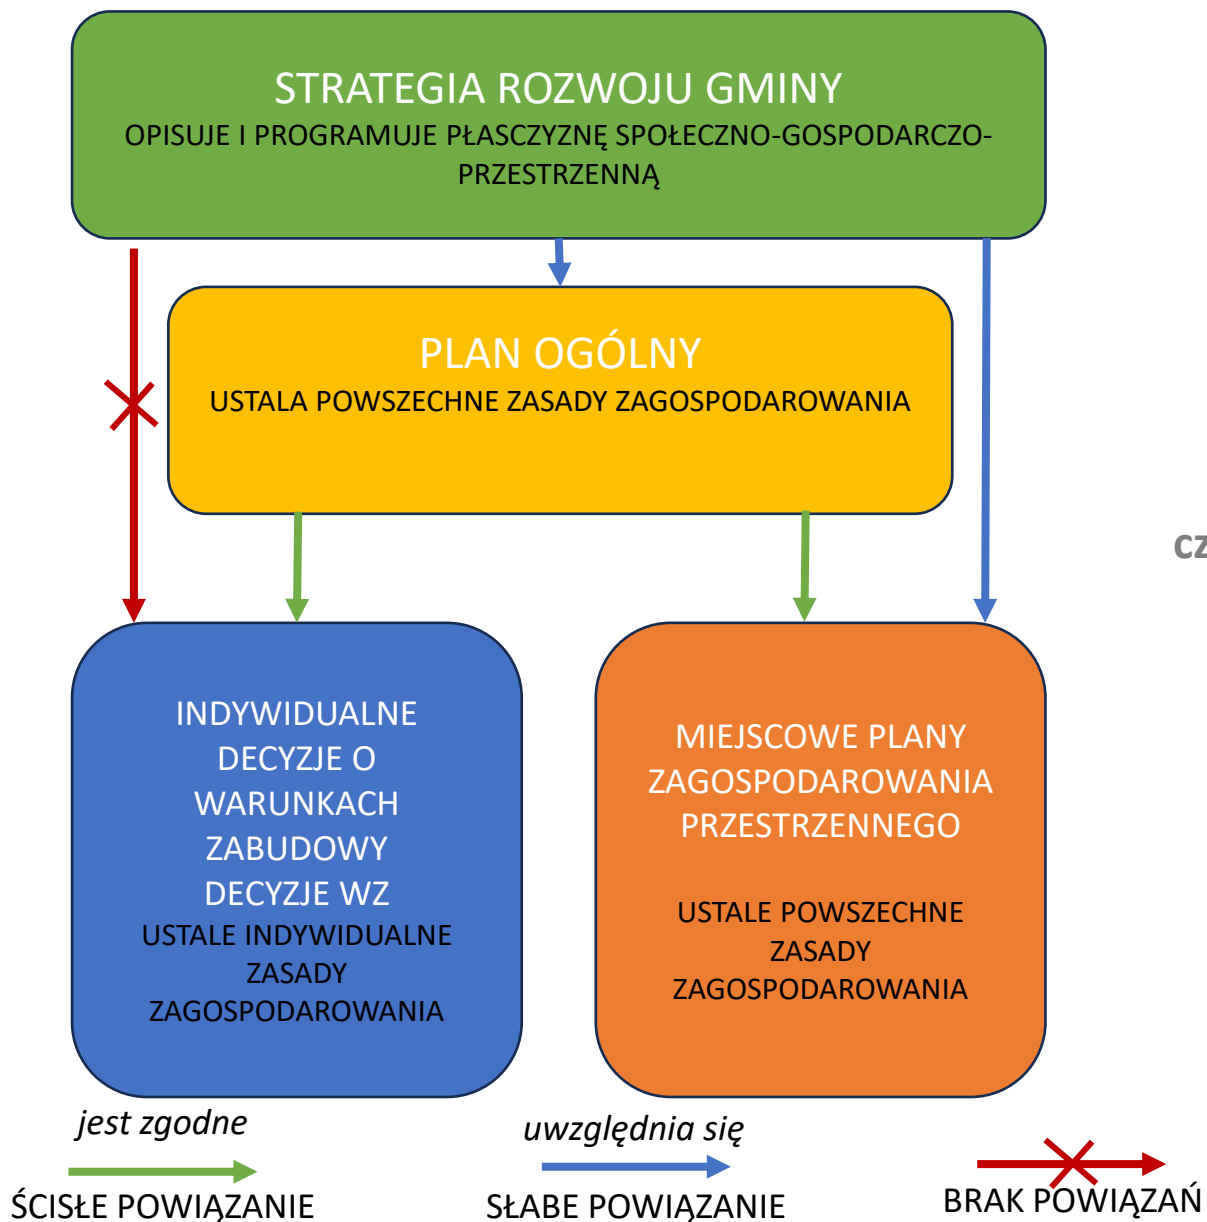 STRATEGIA ROZWOJU GMINY
OPISUJE I PROGRAMUJE PŁASCZYZNĘ SPOŁECZNO-GOSPODARCZO-
PRZESTRZENNĄ
PLAN OGÓLNY
USTALA POWSZECHNE ZASADY ZAGOSPODAROWANIA
cz
INDYWIDUALNE
DECYZJE O
WARUNKACH
ZABUDOWY
DECYZJE WZ
USTALE INDYWIDUALNE
ZASADY
ZAGOSPODAROWANIA
MIEJSCOWE PLANY
ZAGOSPODAROWANIA
PRZESTRZENNEGO
USTALE POWSZECHNE
ZASADY
ZAGOSPODAROWANIA
jest zgodne
ŚCISŁE POWIĄZANIE
uwzględnia się
SŁABE POWIĄZANIE
BRAK POWIĄZAŃ